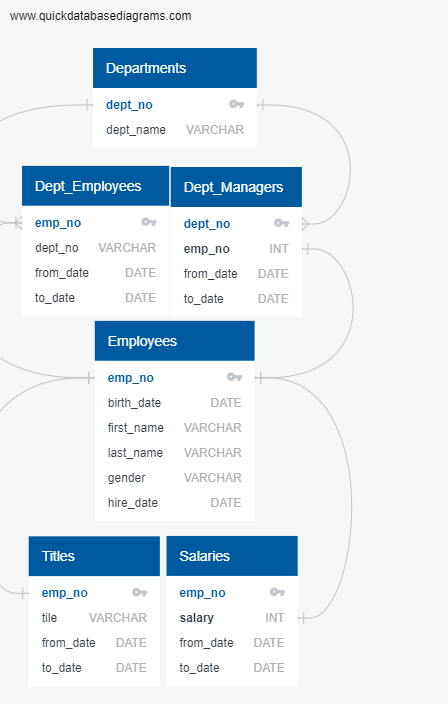 www.quickdatabasediagrams.com
Departments
dept_no
dept_name VARCHAR
Dept_Employees
emp_no
dept_no VARCHAR
from_date DATE
to_date DATE
Dept_Managers
dept_no
emp_no INT
from_date DATE
to_date DATE
Employees
emp_no
birth_date DATE
first_name VARCHAR
last_name VARCHAR
gender VARCHAR
hire_date DATE
Titles
emp_no
tile VARCHAR
from_date DATE
to_date DATE
Salaries
emp_no
salary INT
from_date DATE
to_date DATE